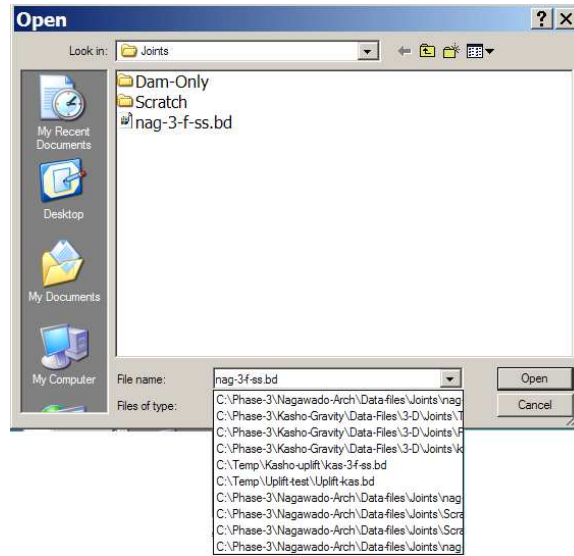 Open
Look in:
Joints
Dam-Only
Scratch
nag-3-f-ss.bd
My Recent
Documents
Desktop
My Documents
My Computer
File name:
nag-3-f-ss.bd
Open
Files of type:
Cancel
C:\Phase-3\Nagawado-Arch\Data-files\Joints\nag
C:\Phase-3\Kasho-Gravity\Data-Files\3-D\Joints\T
C:\Phase-3\Kasho-Gravity\Data-Files\3-D\Joints\F
C:\Phase-3\Kasho-Gravity\Data-Files\3-D\Joints\k
C:\Temp\Kasho-uplift\kas-3-f-ss.bd
C:\Temp\Uplift-test\Uplift-kas.bd
C:\Phase-3\Nagawado-Arch\Data-files\Joints\nag
C:\Phase-3\Nagawado-Arch\Data-files\Joints\Scra
C:\Phase-3\Nagawado-Arch\Data-files\Joints\Scra
C:\Phase-3\Nagawado-Arch\Data-files\Joints\nag